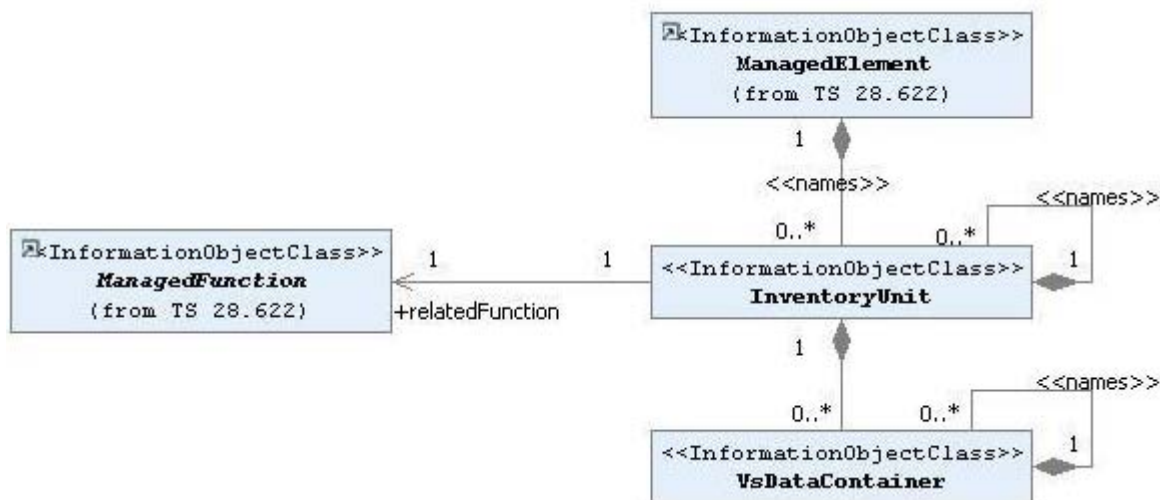 <<InformationObjectClass>>
ManagedElement
(from TS 28.622)
1
<<names>>
<<names>>
0..*
0..*
<<InformationObjectClass>>
ManagedFunction
(from TS 28.622)
1
1
+relatedFunction
<<InformationObjectClass>>
InventoryUnit
1
1
<<names>>
0..*
0..*
1
<<InformationObjectClass>>
VsDataContainer